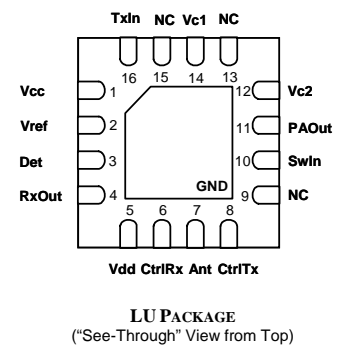 TxIn NC Vc1 NC
16 15 14 13
Vcc 1 12 Vc2
Vref 2 11 PAOut
Det 3 10 SwIn
RxOut 4 GND 9 NC
5 6 7 8
Vdd CtrlRx Ant CtrlTx
LU PACKAGE
("See-Through" View from Top)